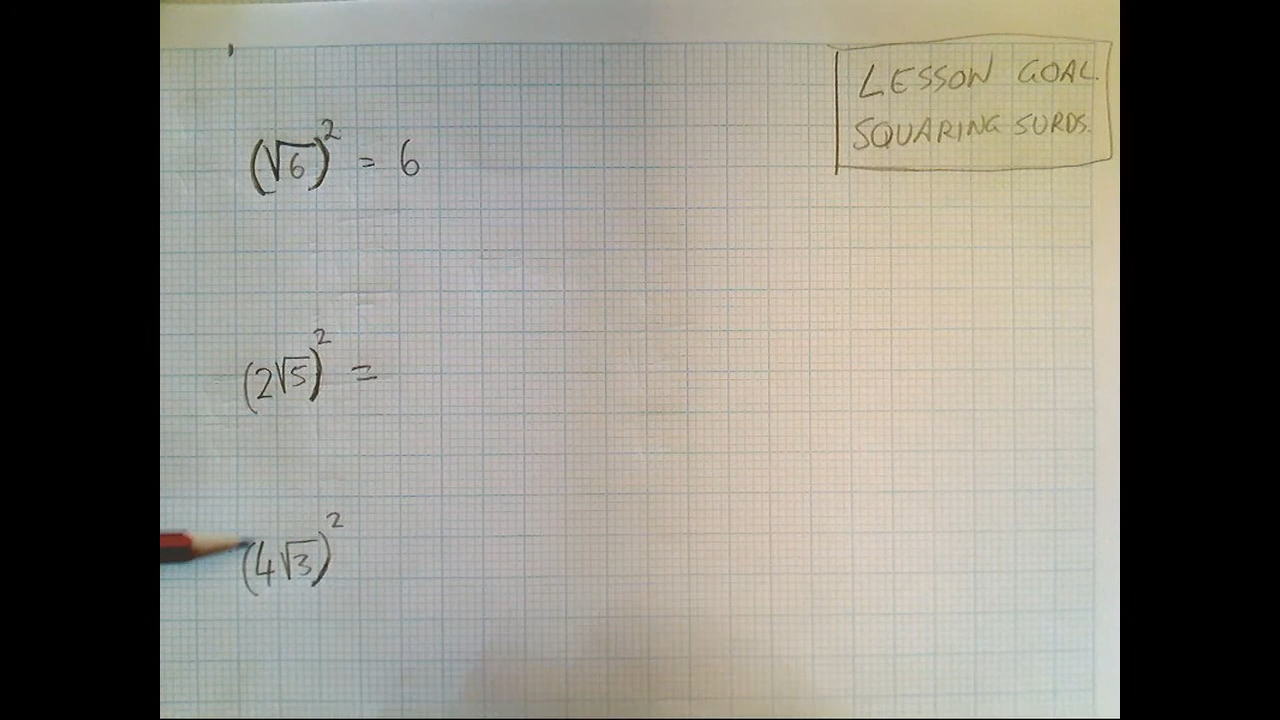 LESSON GOAL.
SQUARING SURDS.
(√6)² = 6
(2√5)² =
(4√3)²